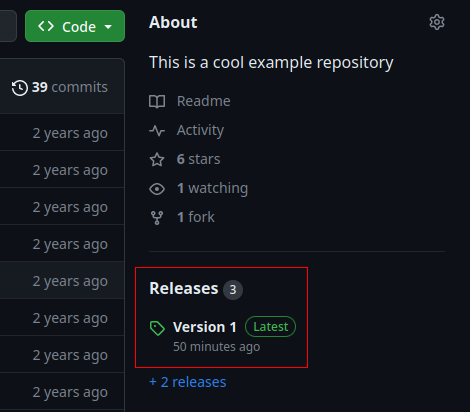 Code
39 commits
2 years ago
2 years ago
2 years ago
2 years ago
2 years ago
2 years ago
2 years ago
2 years ago
About
This is a cool example repository
Readme
Activity
6 stars
1 watching
1 fork
Releases 3
Version 1 Latest
50 minutes ago
+ 2 releases